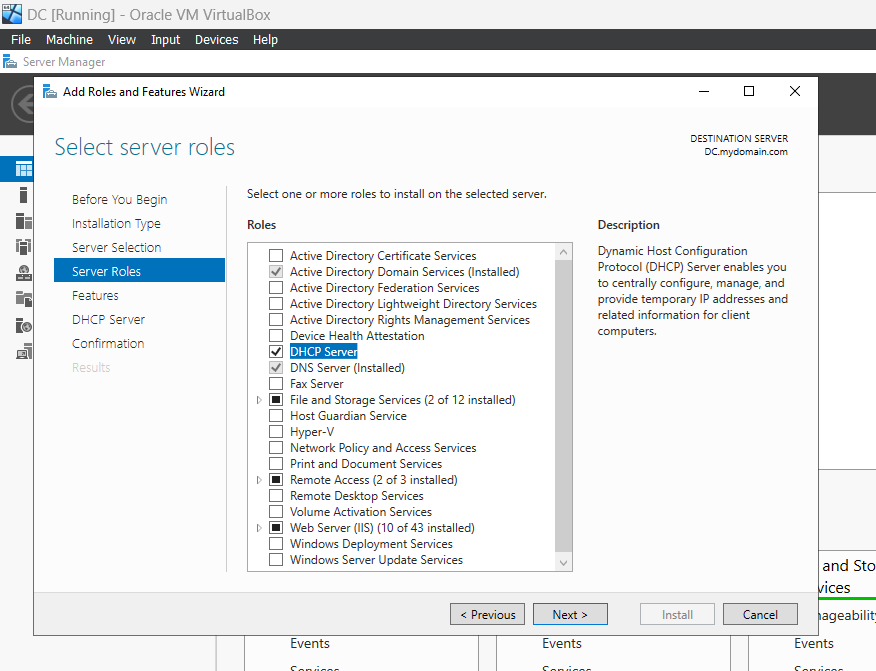 DC [Running] - Oracle VM VirtualBox
File Machine View Input Devices Help
Server Manager
Add Roles and Features Wizard
Select server roles
DESTINATION SERVER
DC.mydomain.com
Before You Begin
Installation Type
Server Selection
Server Roles
Features
DHCP Server
Confirmation
Results
Select one or more roles to install on the selected server.
Roles
Active Directory Certificate Services
Active Directory Domain Services (Installed)
Active Directory Federation Services
Active Directory Lightweight Directory Services
Active Directory Rights Management Services
Device Health Attestation
DHCP Server
DNS Server (Installed)
Fax Server
File and Storage Services (2 of 12 installed)
Host Guardian Service
Hyper-V
Network Policy and Access Services
Print and Document Services
Remote Access (2 of 3 installed)
Remote Desktop Services
Volume Activation Services
Web Server (IIS) (10 of 43 installed)
Windows Deployment Services
Windows Server Update Services
Description
Dynamic Host Configuration
Protocol (DHCP) Server enables you
to centrally configure, manage, and
provide temporary IP addresses and
related information for client
computers.
< Previous Next > Install Cancel
and Sto
vices
nageability
Events Events Events
Services Services Services